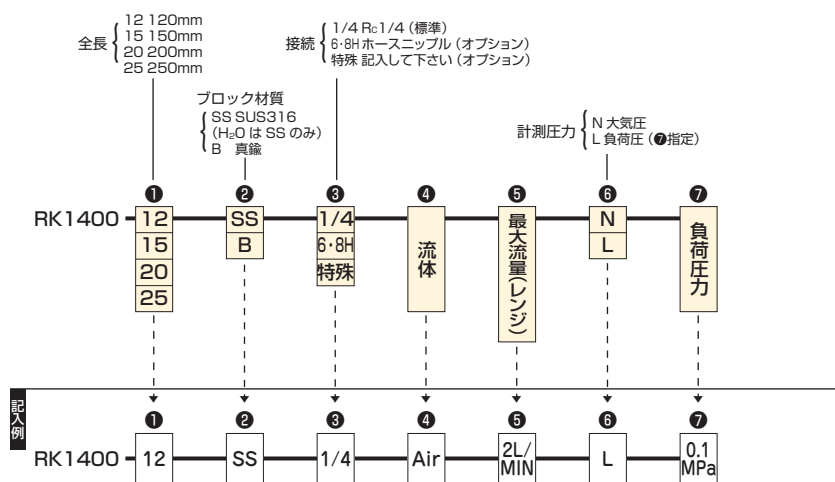 全長
12 120mm
15 150mm
20 200mm
25 250mm
接続
1/4 Rc1/4 (標準)
6・8H ホースニップル (オプション)
特殊 記入して下さい (オプション)
ブロック材質
SS SUS316
(H₂O は SS のみ)
B 真鍮
計測圧力
N 大気圧
L 負荷圧 (❼指定)
❶ ❷ ❸ ❹ ❺ ❻ ❼
RK1400 12 SS 1/4 流体 最大流量(レンジ) N 負荷圧力
15 B 6・8H L
20 特殊
25
記入例
❶ ❷ ❸ ❹ ❺ ❻ ❼
RK1400 12 SS 1/4 Air 2L/MIN L 0.1MPa